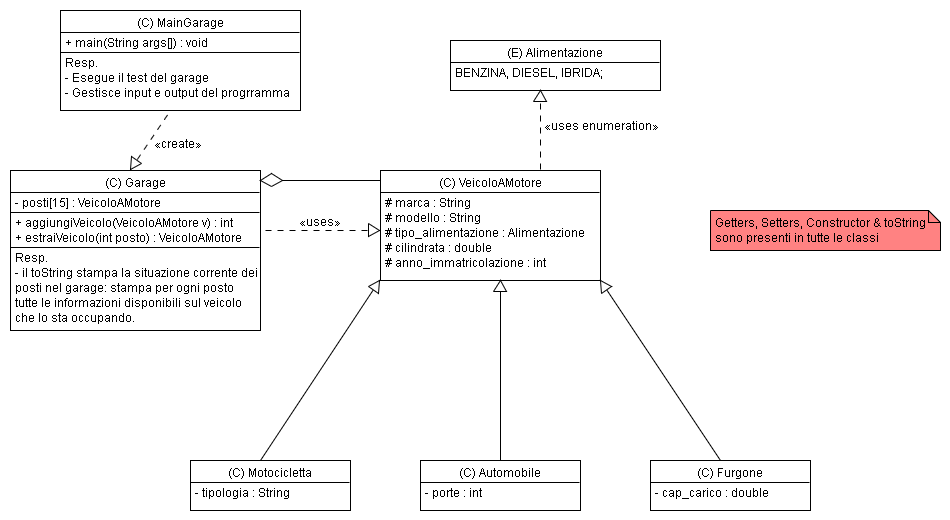 (C) MainGarage
+ main(String args[]) : void
Resp.
- Esegue il test del garage
- Gestisce input e output del progrramma
(E) Alimentazione
BENZINA, DIESEL, IBRIDA;
«create»
«uses enumeration»
(C) Garage
- posti[15] : VeicoloAMotore
+ aggiungiVeicolo(VeicoloAMotore v) : int
+ estraiVeicolo(int posto) : VeicoloAMotore
Resp.
- il toString stampa la situazione corrente dei
posti nel garage: stampa per ogni posto
tutte le informazioni disponibili sul veicolo
che lo sta occupando.
«uses»
(C) VeicoloAMotore
# marca : String
# modello : String
# tipo_alimentazione : Alimentazione
# cilindrata : double
# anno_immatricolazione : int
Getters, Setters, Constructor & toString
sono presenti in tutte le classi
(C) Motocicletta
- tipologia : String
(C) Automobile
- porte : int
(C) Furgone
- cap_carico : double